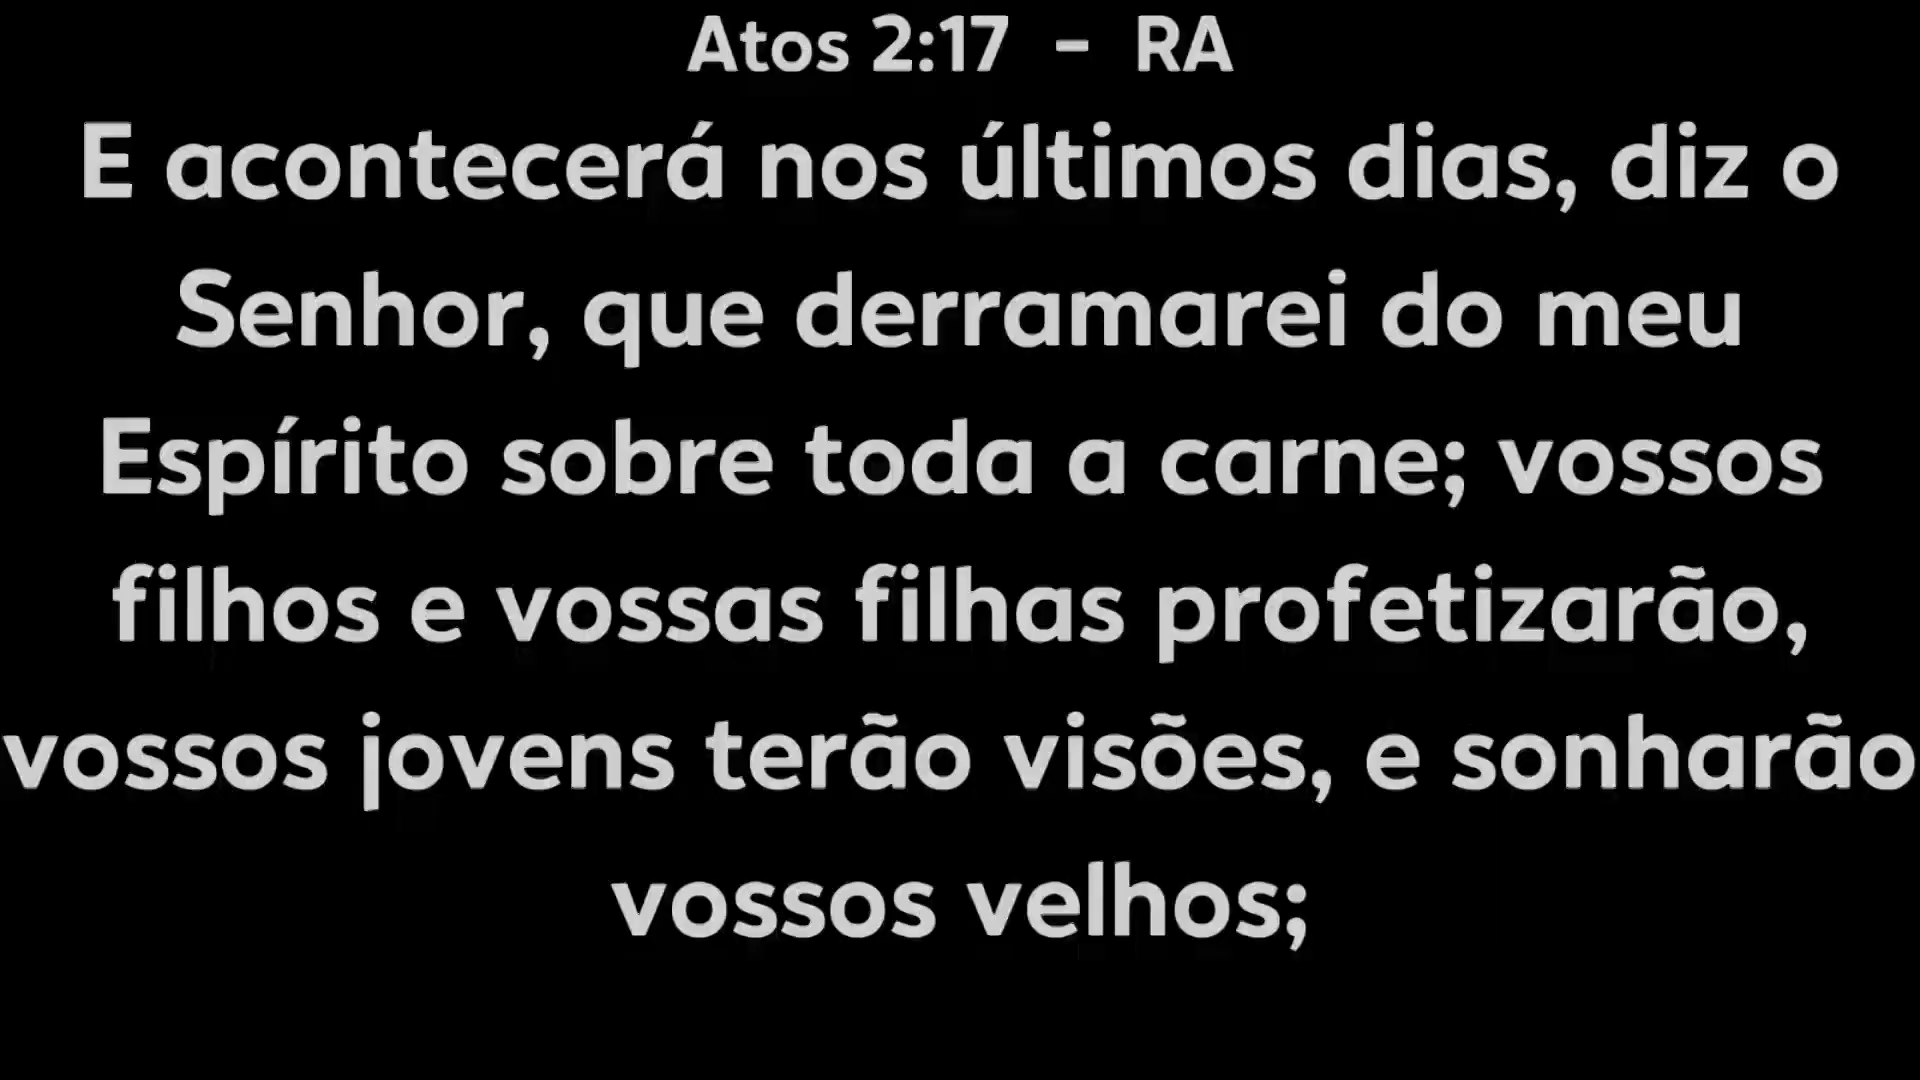 Atos 2:17 - RA
E acontecerá nos últimos dias, diz o
Senhor, que derramarei do meu
Espírito sobre toda a carne; vossos
filhos e vossas filhas profetizarão,
vossos jovens terão visões, e sonharão
vossos velhos;